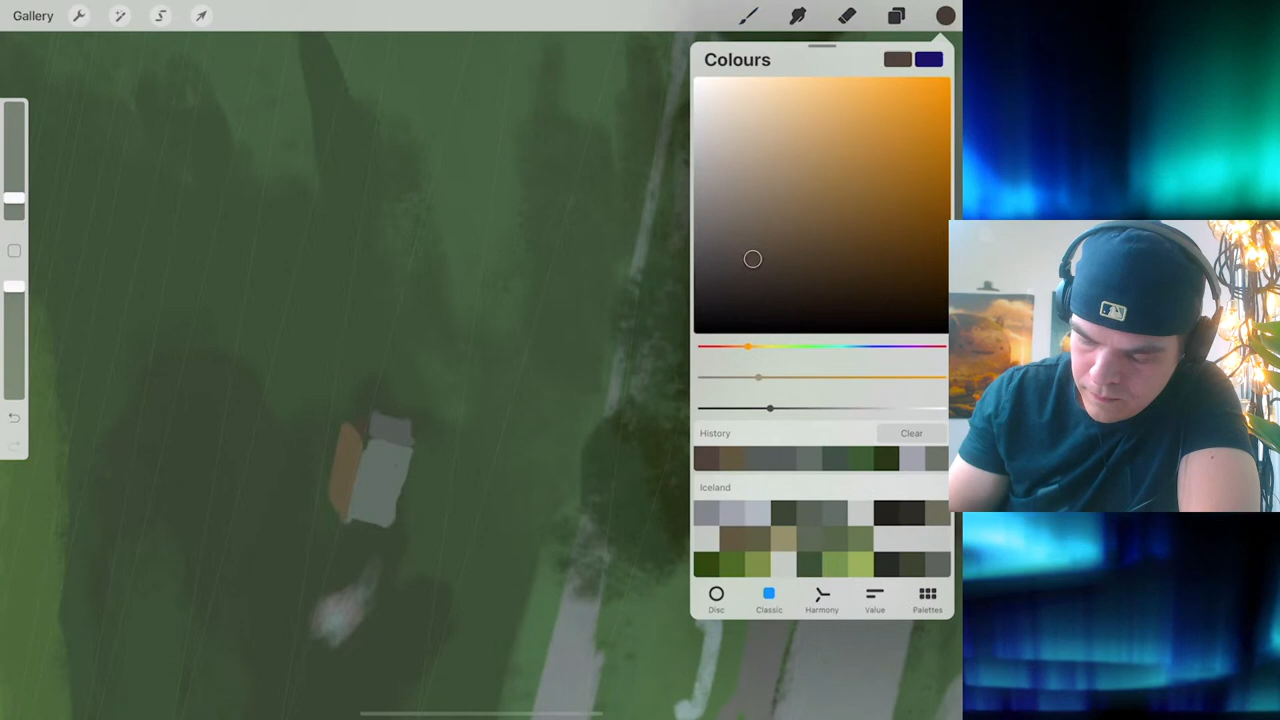 Gallery
Colours
History
Clear
Iceland
Disc
Classic
Harmony
Value
Palettes